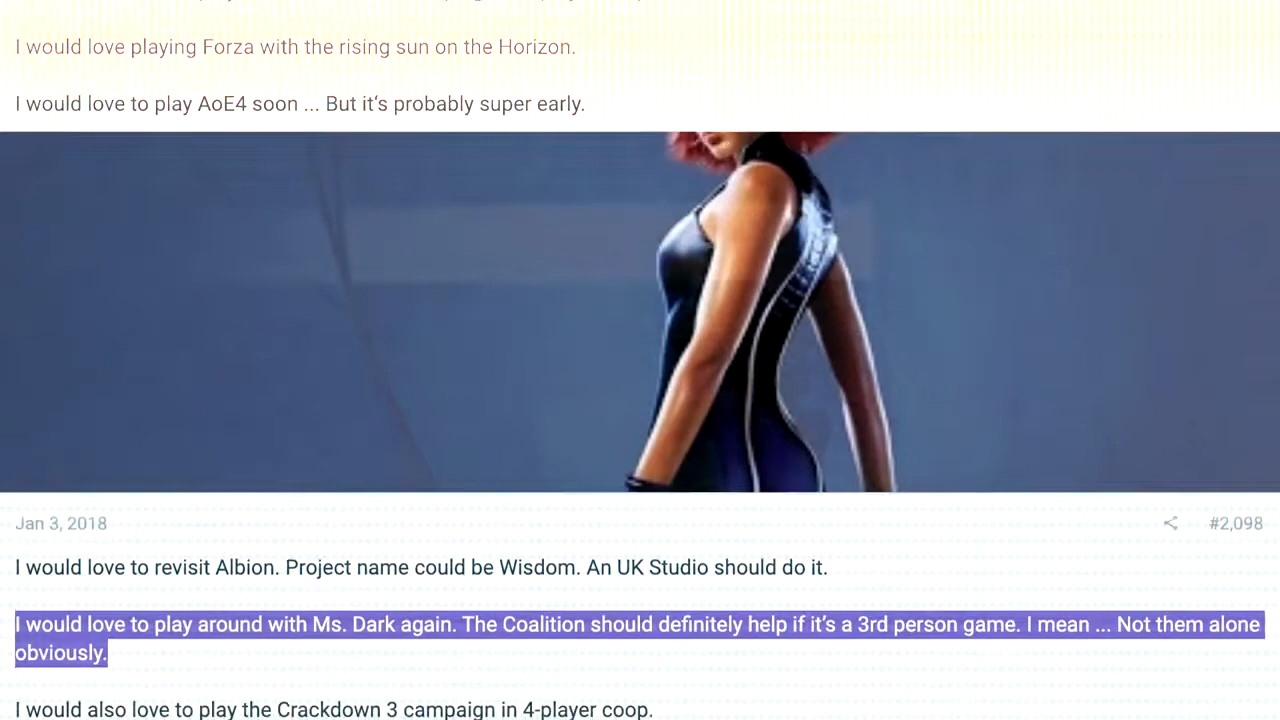 I would love playing Forza with the rising sun on the Horizon.
I would love to play AoE4 soon ... But it's probably super early.
Jan 3, 2018
#2,098
I would love to revisit Albion. Project name could be Wisdom. An UK Studio should do it.
I would love to play around with Ms. Dark again. The Coalition should definitely help if it's a 3rd person game. I mean ... Not them alone
obviously.
I would also love to play the Crackdown 3 campaign in 4-player coop.